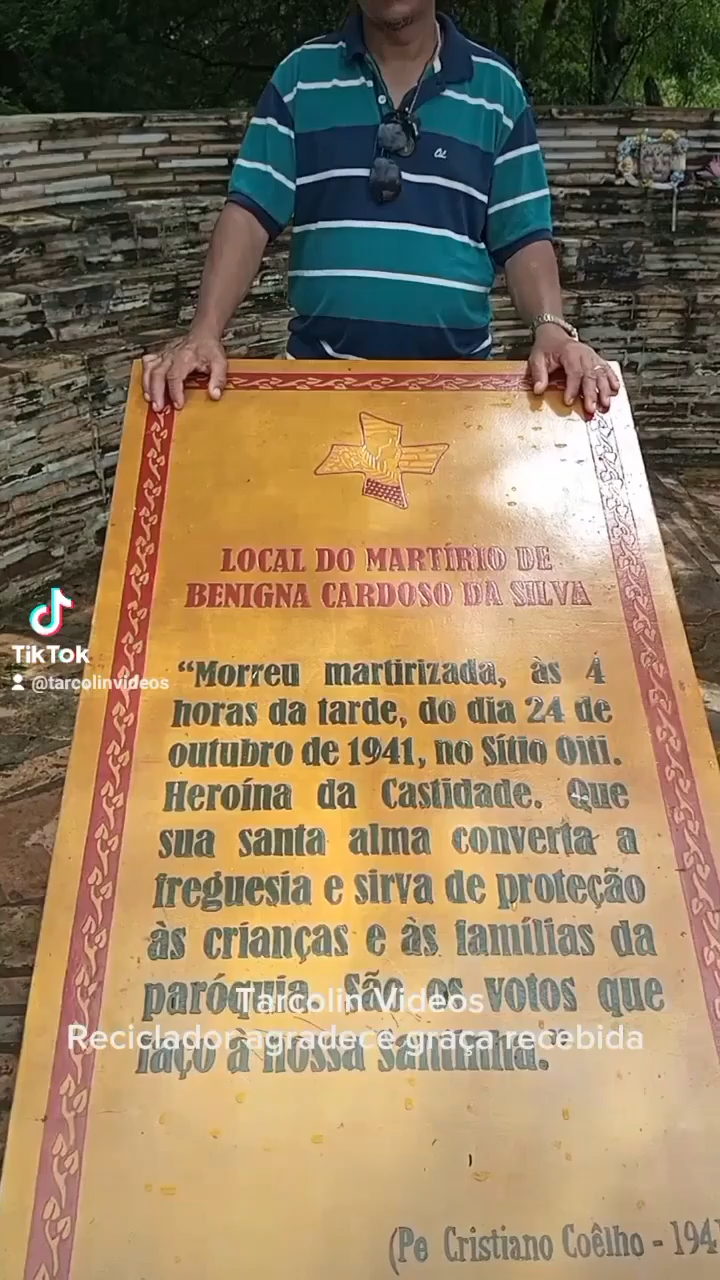 LOCAL DO MARTÍRIO DE
BENIGNA CARDOSO DA SILVA
“Morreu martirizada, às 4
horas da tarde, do dia 24 de
outubro de 1941, no Sítio Oiti.
Heroína da Castidade. Que
sua santa alma converta a
freguesia e sirva de proteção
às crianças e às famílias da
paróquia. São os votos que
faço à nossa Santinha.”
(Pe Cristiano Coêlho - 194
TikTok
@tarcolinvideos
Tarcolin Videos
Reciclador agradece graça recebida